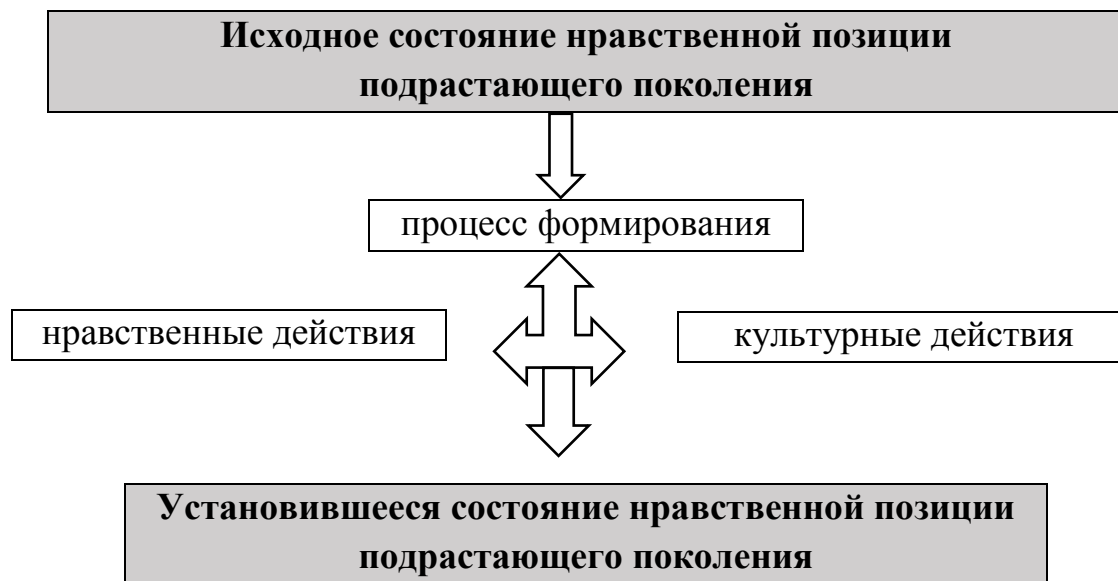 Исходное состояние нравственной позиции
подрастающего поколения
процесс формирования
нравственные действия
культурные действия
Установившееся состояние нравственной позиции
подрастающего поколения